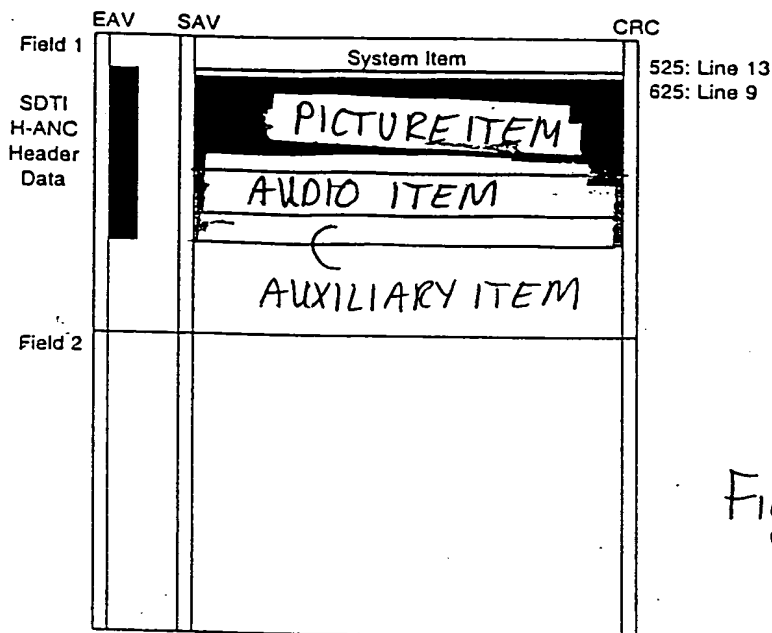 EAV SAV CRC
Field 1
System Item
525: Line 13
625: Line 9
SDTI
H-ANC
Header
Data
PICTURE ITEM
AUDIO ITEM
AUXILIARY ITEM
Field 2